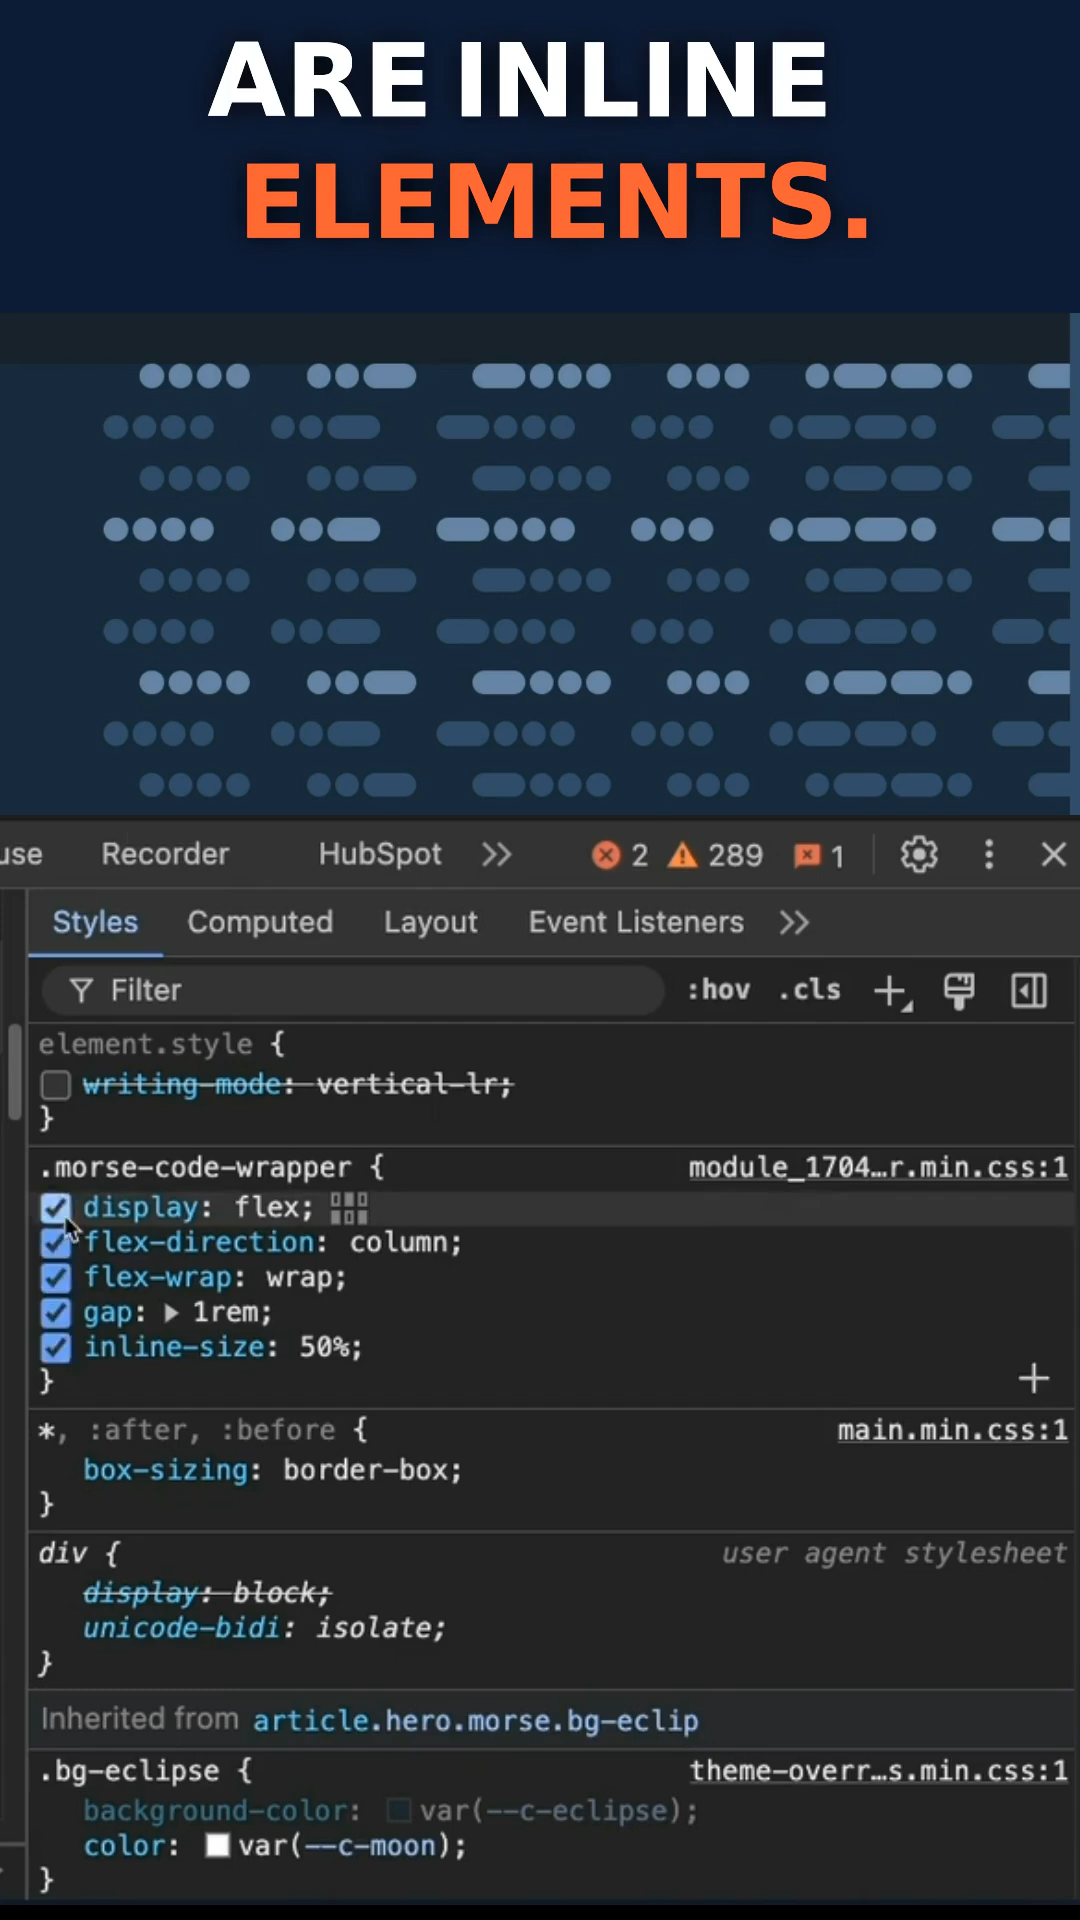 ARE INLINE
ELEMENTS.
use Recorder HubSpot 2 289 1
Styles Computed Layout Event Listeners
Filter :hov .cls
element.style {
writing-mode: vertical-lr;
}
.morse-code-wrapper { module_1704…r.min.css:1
display: flex;
flex-direction: column;
flex-wrap: wrap;
gap: 1rem;
inline-size: 50%;
}
*, :after, :before { main.min.css:1
box-sizing: border-box;
}
div { user agent stylesheet
display: block;
unicode-bidi: isolate;
}
Inherited from article.hero.morse.bg-eclip
.bg-eclipse { theme-overr…s.min.css:1
background-color: var(--c-eclipse);
color: var(--c-moon);
}